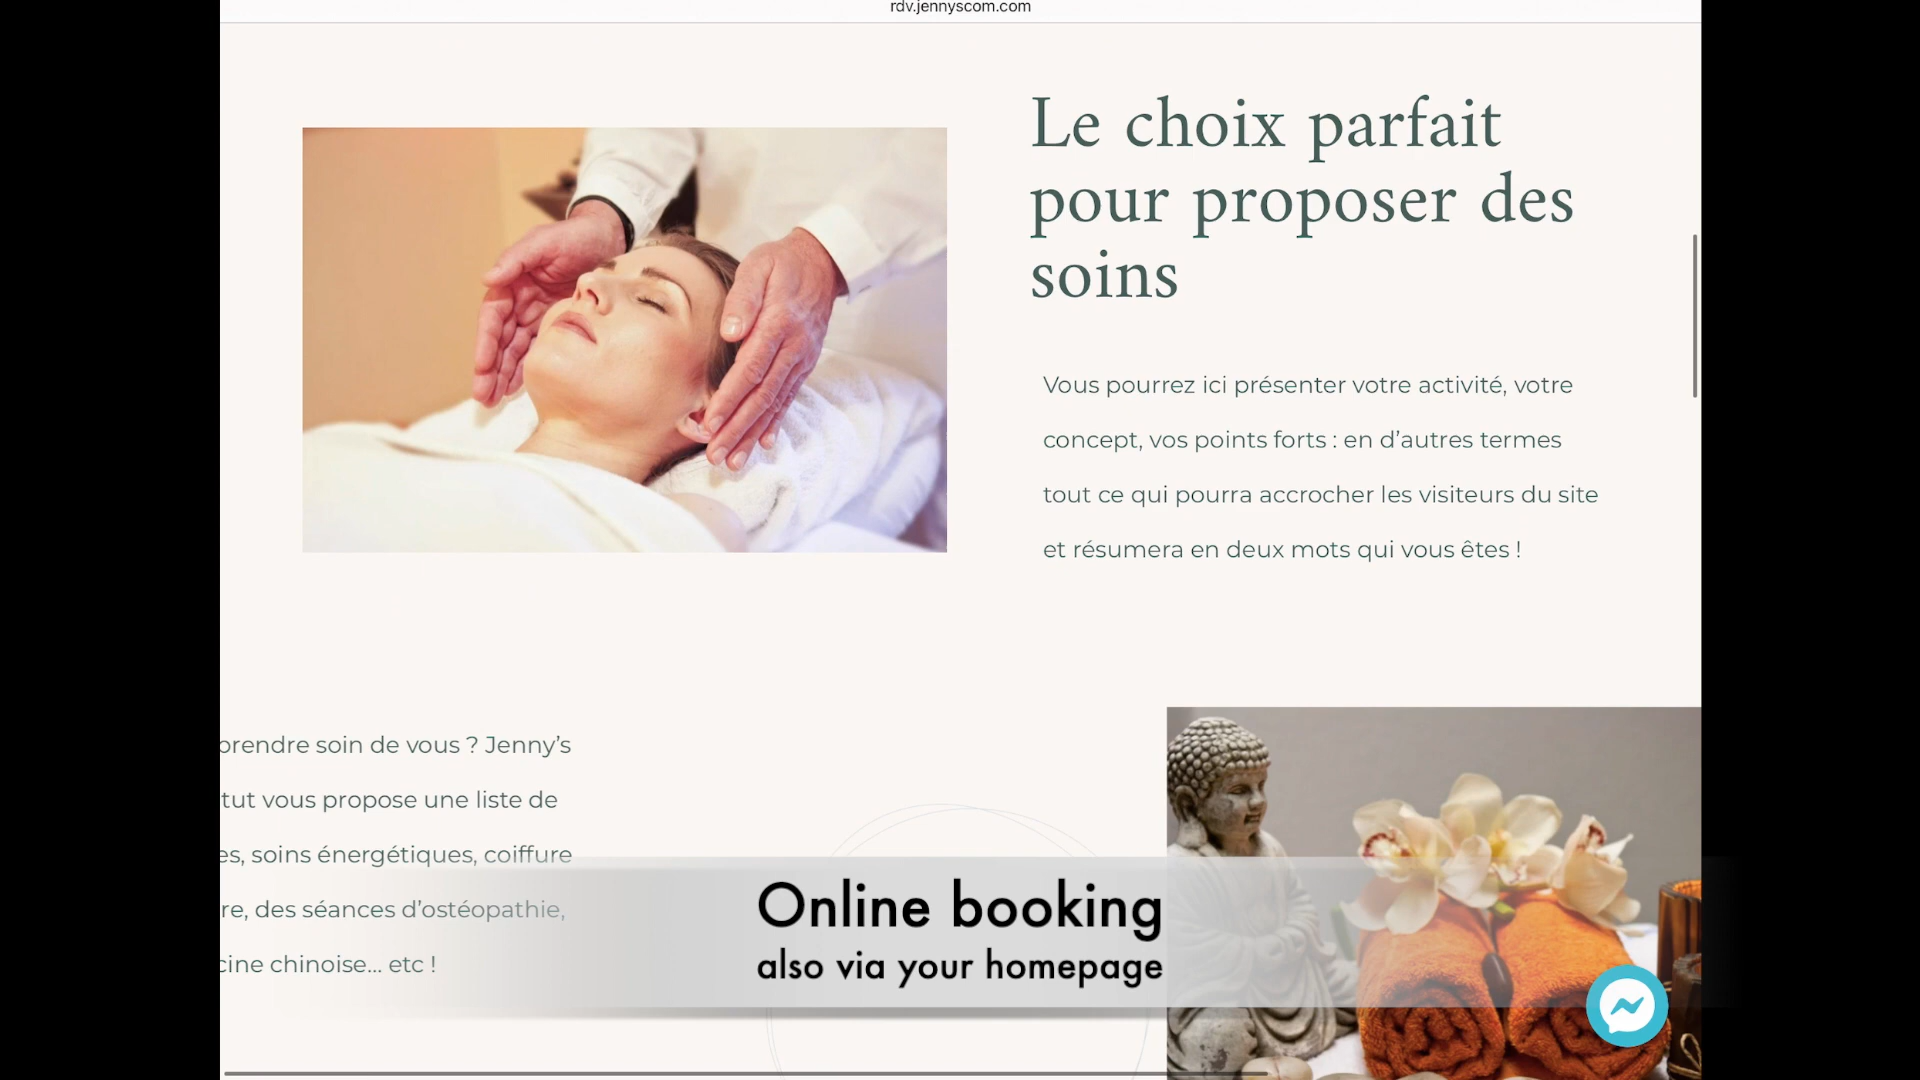 rdv.jennyscom.com
Le choix parfait
pour proposer des
soins
Vous pourrez ici présenter votre activité, votre
concept, vos points forts : en d’autres termes
tout ce qui pourra accrocher les visiteurs du site
et résumera en deux mots qui vous êtes !
prendre soin de vous ? Jenny’s
tut vous propose une liste de
es, soins énergétiques, coiffure
re, des séances d’ostéopathie,
cine chinoise... etc !
Online booking
also via your homepage